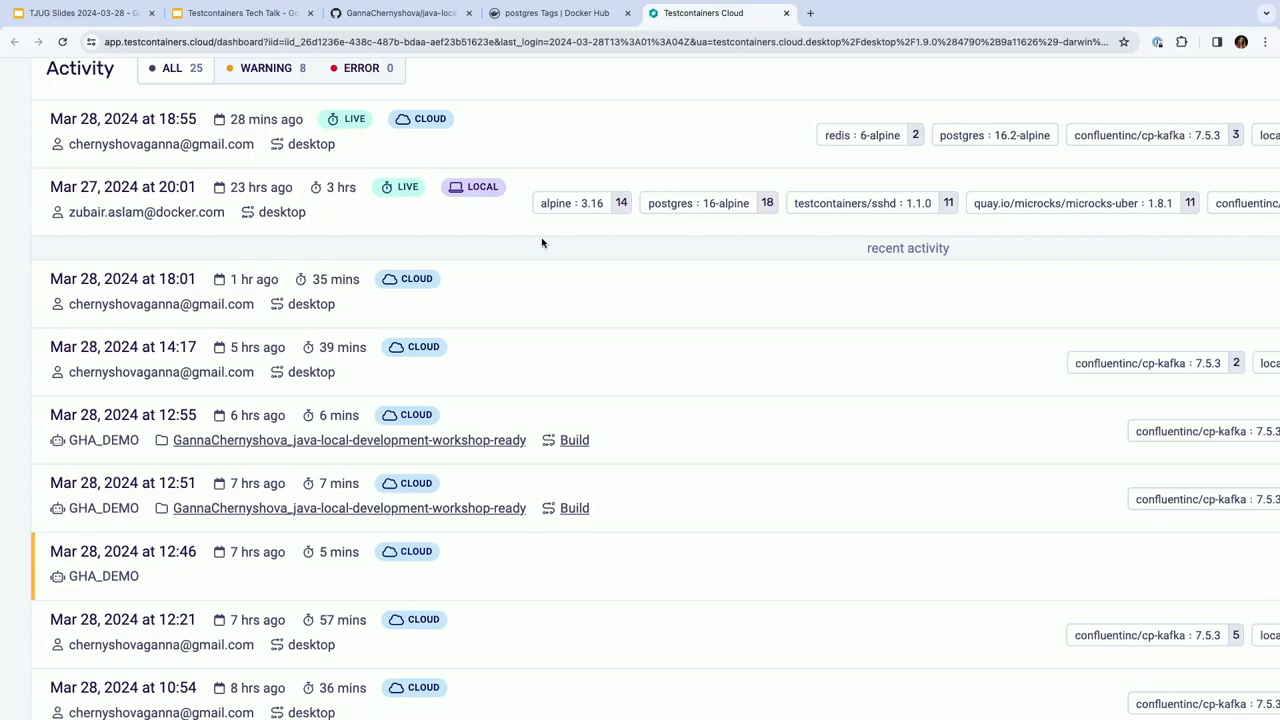 TJUG Slides 2024-03-28 - G
Testcontainers Tech Talk - Go
GannaChernyshova/java-loca
postgres Tags | Docker Hub
Testcontainers Cloud
app.testcontainers.cloud/dashboard?iid=iid_26d1236e-438c-487b-bdaa-aef23b51623e&last_login=2024-03-28T13%3A01%3A04Z&ua=testcontainers.cloud.desktop%2Fdesktop%2F1.9.0%284790%2B9a11626%29-darwin%...
Activity ALL 25 WARNING 8 ERROR 0
Mar 28, 2024 at 18:55 28 mins ago LIVE CLOUD
chernyshovaganna@gmail.com desktop
redis : 6-alpine 2 postgres : 16.2-alpine confluentinc/cp-kafka : 7.5.3 3 loca
Mar 27, 2024 at 20:01 23 hrs ago 3 hrs LIVE LOCAL
zubair.aslam@docker.com desktop
alpine : 3.16 14 postgres : 16-alpine 18 testcontainers/sshd : 1.1.0 11 quay.io/microcks/microcks-uber : 1.8.1 11 confluentinc/
recent activity
Mar 28, 2024 at 18:01 1 hr ago 35 mins CLOUD
chernyshovaganna@gmail.com desktop
Mar 28, 2024 at 14:17 5 hrs ago 39 mins CLOUD
chernyshovaganna@gmail.com desktop
confluentinc/cp-kafka : 7.5.3 2 loca
Mar 28, 2024 at 12:55 6 hrs ago 6 mins CLOUD
GHA_DEMO GannaChernyshova_java-local-development-workshop-ready Build
confluentinc/cp-kafka : 7.5.3
Mar 28, 2024 at 12:51 7 hrs ago 7 mins CLOUD
GHA_DEMO GannaChernyshova_java-local-development-workshop-ready Build
confluentinc/cp-kafka : 7.5.3
Mar 28, 2024 at 12:46 7 hrs ago 5 mins CLOUD
GHA_DEMO
Mar 28, 2024 at 12:21 7 hrs ago 57 mins CLOUD
chernyshovaganna@gmail.com desktop
confluentinc/cp-kafka : 7.5.3 5 loca
Mar 28, 2024 at 10:54 8 hrs ago 36 mins CLOUD
chernyshovaganna@gmail.com desktop
confluentinc/cp-kafka : 7.5.3